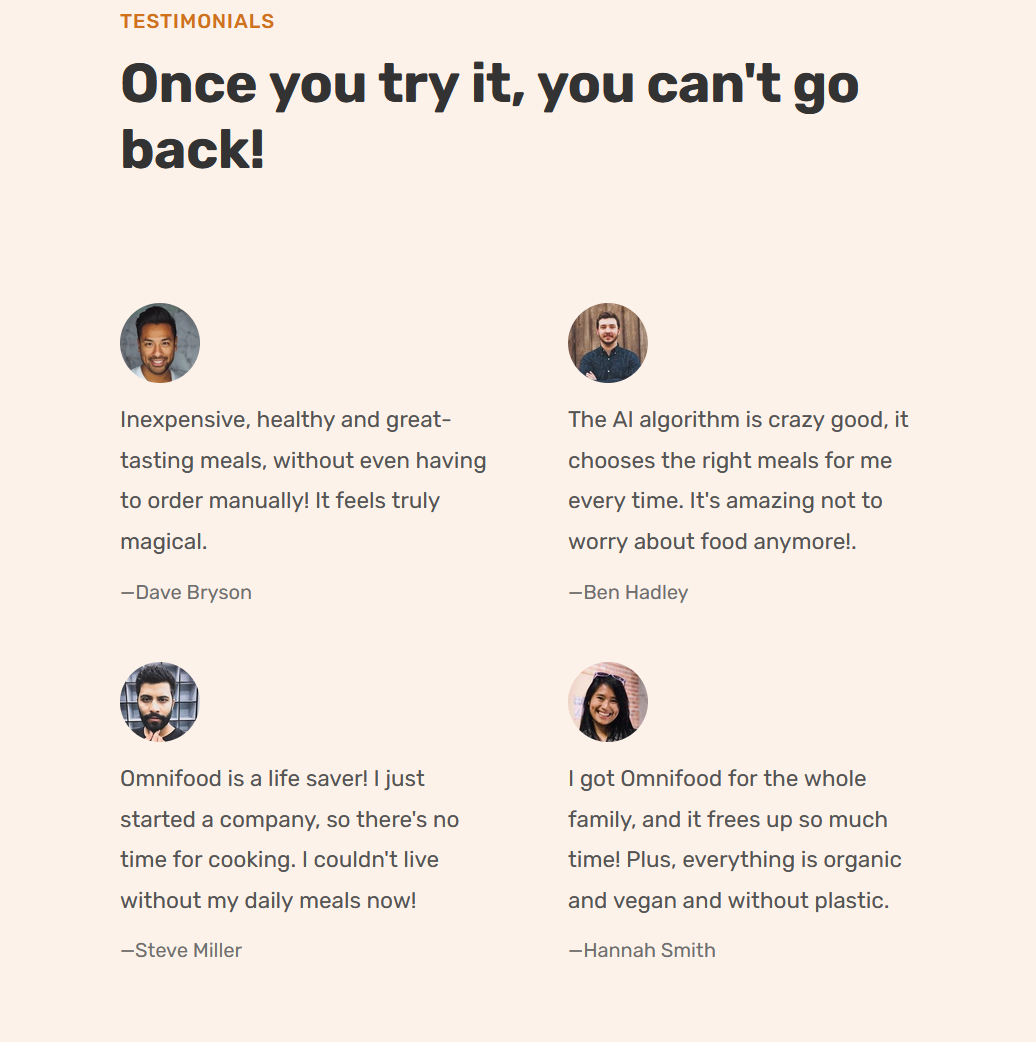 TESTIMONIALS
Once you try it, you can't go
back!
Inexpensive, healthy and great-
tasting meals, without even having
to order manually! It feels truly
magical.
—Dave Bryson
The AI algorithm is crazy good, it
chooses the right meals for me
every time. It's amazing not to
worry about food anymore!.
—Ben Hadley
Omnifood is a life saver! I just
started a company, so there's no
time for cooking. I couldn't live
without my daily meals now!
—Steve Miller
I got Omnifood for the whole
family, and it frees up so much
time! Plus, everything is organic
and vegan and without plastic.
—Hannah Smith